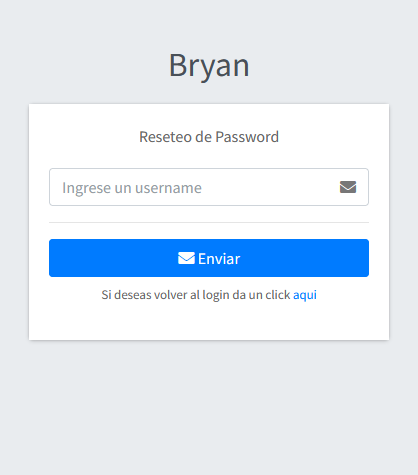 Bryan
Reseteo de Password
Ingrese un username
Enviar
Si deseas volver al login da un click aqui